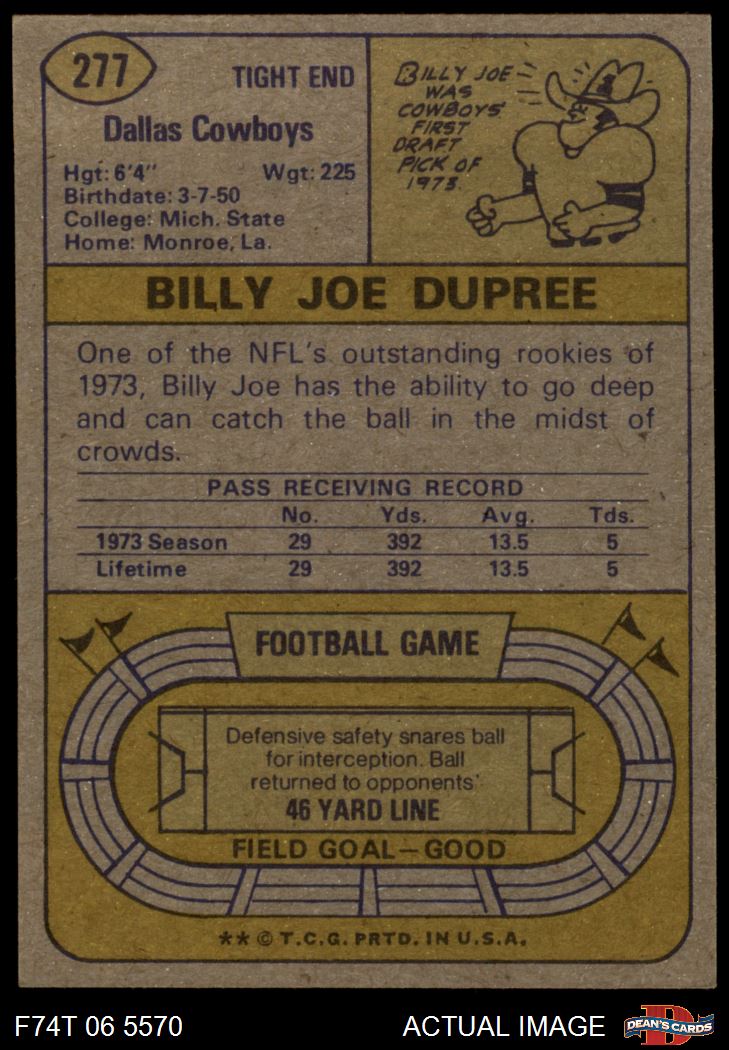 277
TIGHT END
Dallas Cowboys
Hgt: 6'4" Wgt: 225
Birthdate: 3-7-50
College: Mich. State
Home: Monroe, La.
BILLY JOE
WAS
COWBOYS'
FIRST
DRAFT
PICK OF
1973.
BILLY JOE DUPREE
One of the NFL's outstanding rookies of
1973, Billy Joe has the ability to go deep
and can catch the ball in the midst of
crowds.
PASS RECEIVING RECORD
No. Yds. Avg. Tds.
1973 Season 29 392 13.5 5
Lifetime 29 392 13.5 5
FOOTBALL GAME
Defensive safety snares ball
for interception. Ball
returned to opponents'
46 YARD LINE
FIELD GOAL—GOOD
** © T.C.G. PRTD. IN U.S.A.
F74T 06 5570 ACTUAL IMAGE
D
DEAN'S CARDS